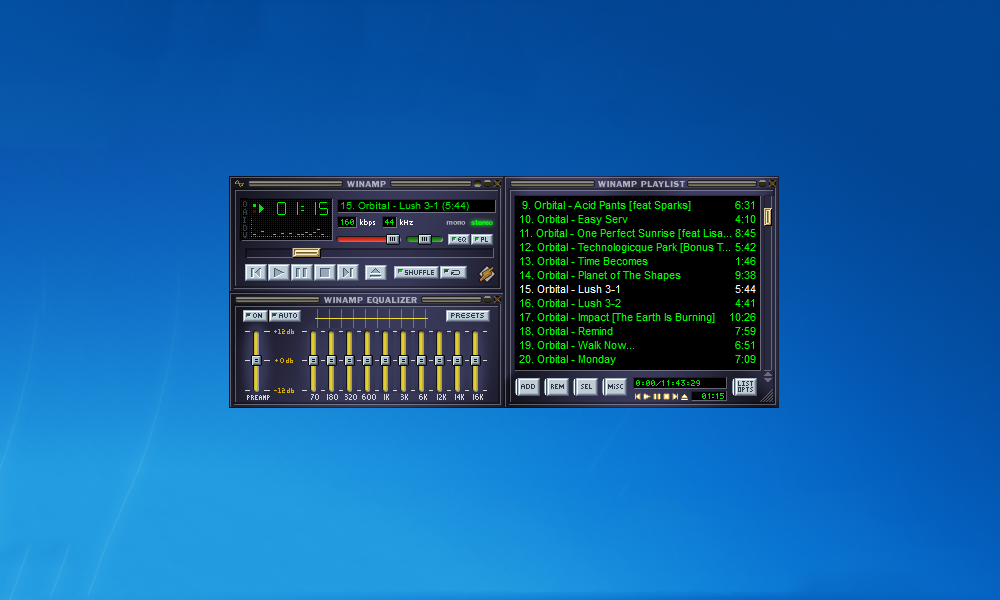 WINAMP
O
A
I
D
U
01:15
15. Orbital - Lush 3-1 (5:44)
160 kbps 44 kHz mono stereo
EQ PL
SHUFFLE
WINAMP EQUALIZER
ON AUTO PRESETS
+12 db
+0 db
-12 db
PREAMP 70 180 320 600 1K 3K 6K 12K 14K 16K
WINAMP PLAYLIST
9. Orbital - Acid Pants [feat Sparks] 6:31
10. Orbital - Easy Serv 4:10
11. Orbital - One Perfect Sunrise [feat Lisa... 8:45
12. Orbital - Technologicque Park [Bonus T... 5:42
13. Orbital - Time Becomes 1:46
14. Orbital - Planet of The Shapes 9:38
15. Orbital - Lush 3-1 5:44
16. Orbital - Lush 3-2 4:41
17. Orbital - Impact [The Earth Is Burning] 10:26
18. Orbital - Remind 7:59
19. Orbital - Walk Now... 6:51
20. Orbital - Monday 7:09
ADD REM SEL MISC 0:00/11:43:29 LIST OPTS
01:15